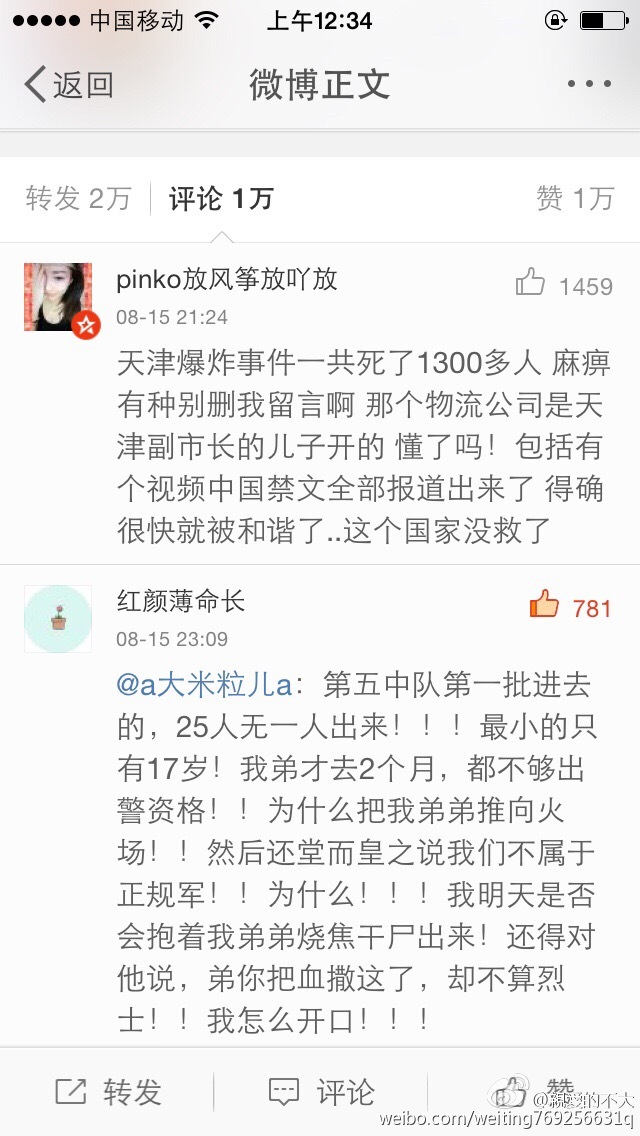 中国移动 上午12:34
返回 微博正文
转发 2万 评论 1万 赞 1万
pinko放风筝放吖放 1459
08-15 21:24
天津爆炸事件一共死了1300多人 麻痹
有种别删我留言啊 那个物流公司是天
津副市长的儿子开的 懂了吗！包括有
个视频中国禁文全部报道出来了 得确
很快就被和谐了..这个国家没救了
红颜薄命长 781
08-15 23:09
@a大米粒儿a：第五中队第一批进去
的，25人无一人出来！！！最小的只
有17岁！我弟才去2个月，都不够出
警资格！！为什么把我弟弟推向火
场！！然后还堂而皇之说我们不属于
正规军！！为什么！！！我明天是否
会抱着我弟弟烧焦干尸出来！还得对
他说，弟你把血撒这了，却不算烈
士！！我怎么开口！！！
转发 评论 赞
的不大
weibo.com/weiting769256631q